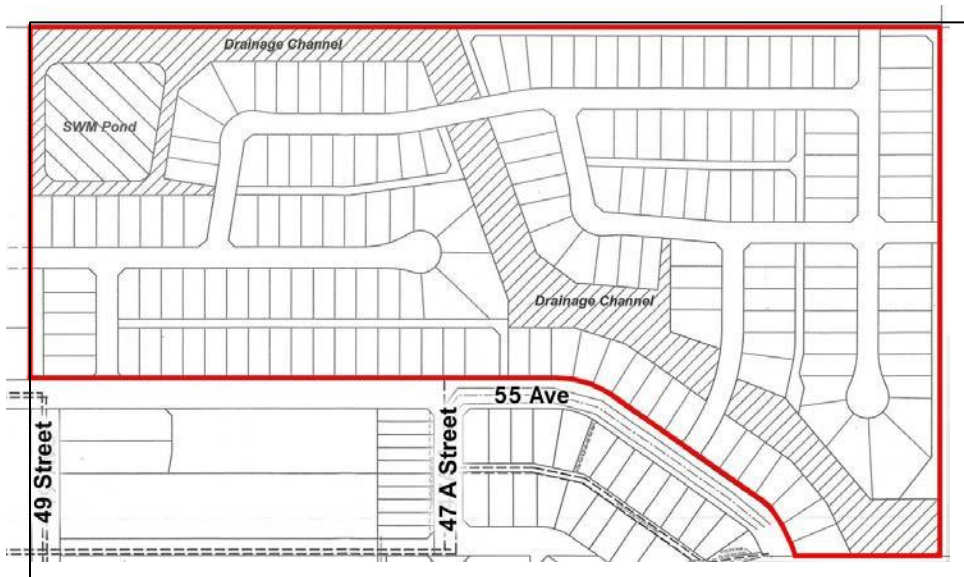 Drainage Channel
SWM Pond
Drainage Channel
55 Ave
49 Street
47 A Street